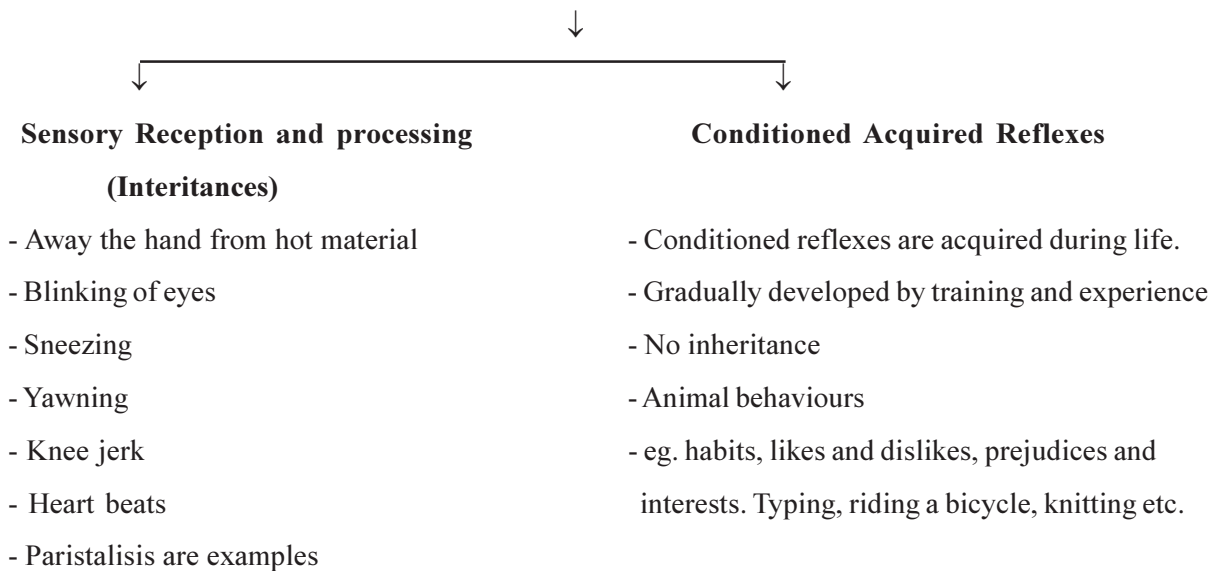 Sensory Reception and processing
(Interitances)
- Away the hand from hot material
- Blinking of eyes
- Sneezing
- Yawning
- Knee jerk
- Heart beats
- Paristalisis are examples
Conditioned Acquired Reflexes
- Conditioned reflexes are acquired during life.
- Gradually developed by training and experience
- No inheritance
- Animal behaviours
- eg. habits, likes and dislikes, prejudices and
interests. Typing, riding a bicycle, knitting etc.